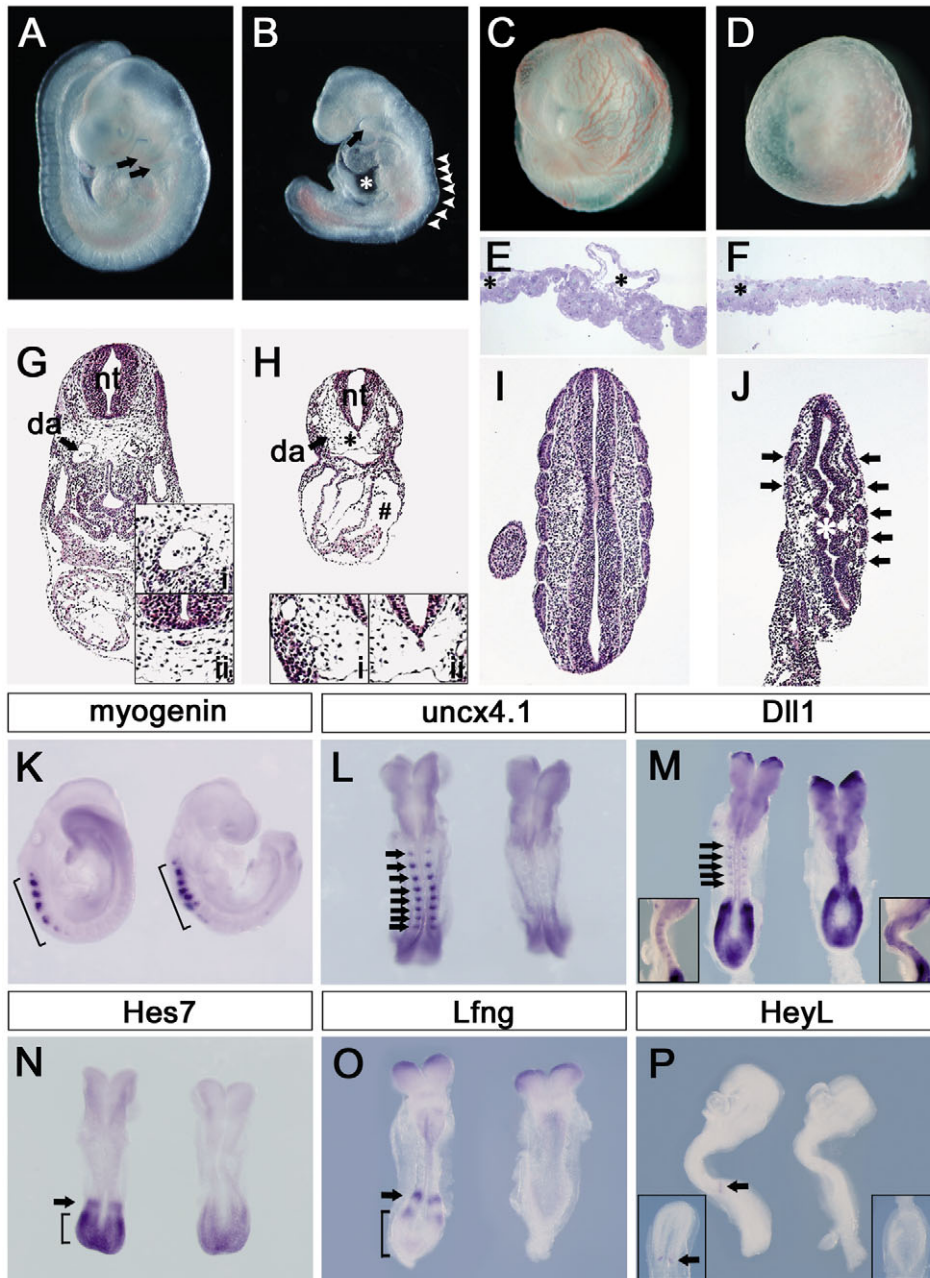 A
B
C
D
*
E
*
*
F
*
G
nt
da
i
ii
H
nt
da
*
#
i
ii
I
J
*
myogenin
uncx4.1
Dll1
K
L
M
Hes7
Lfng
HeyL
N
O
P